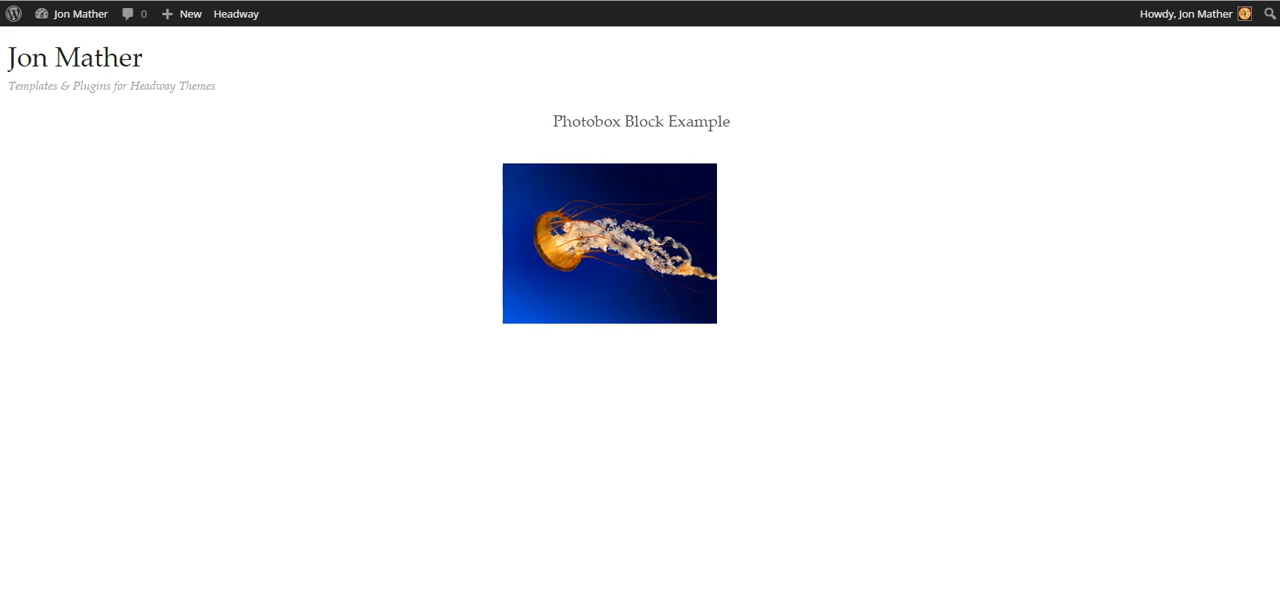 Jon Mather 0 New Headway Howdy, Jon Mather
Jon Mather
Templates & Plugins for Headway Themes
Photobox Block Example